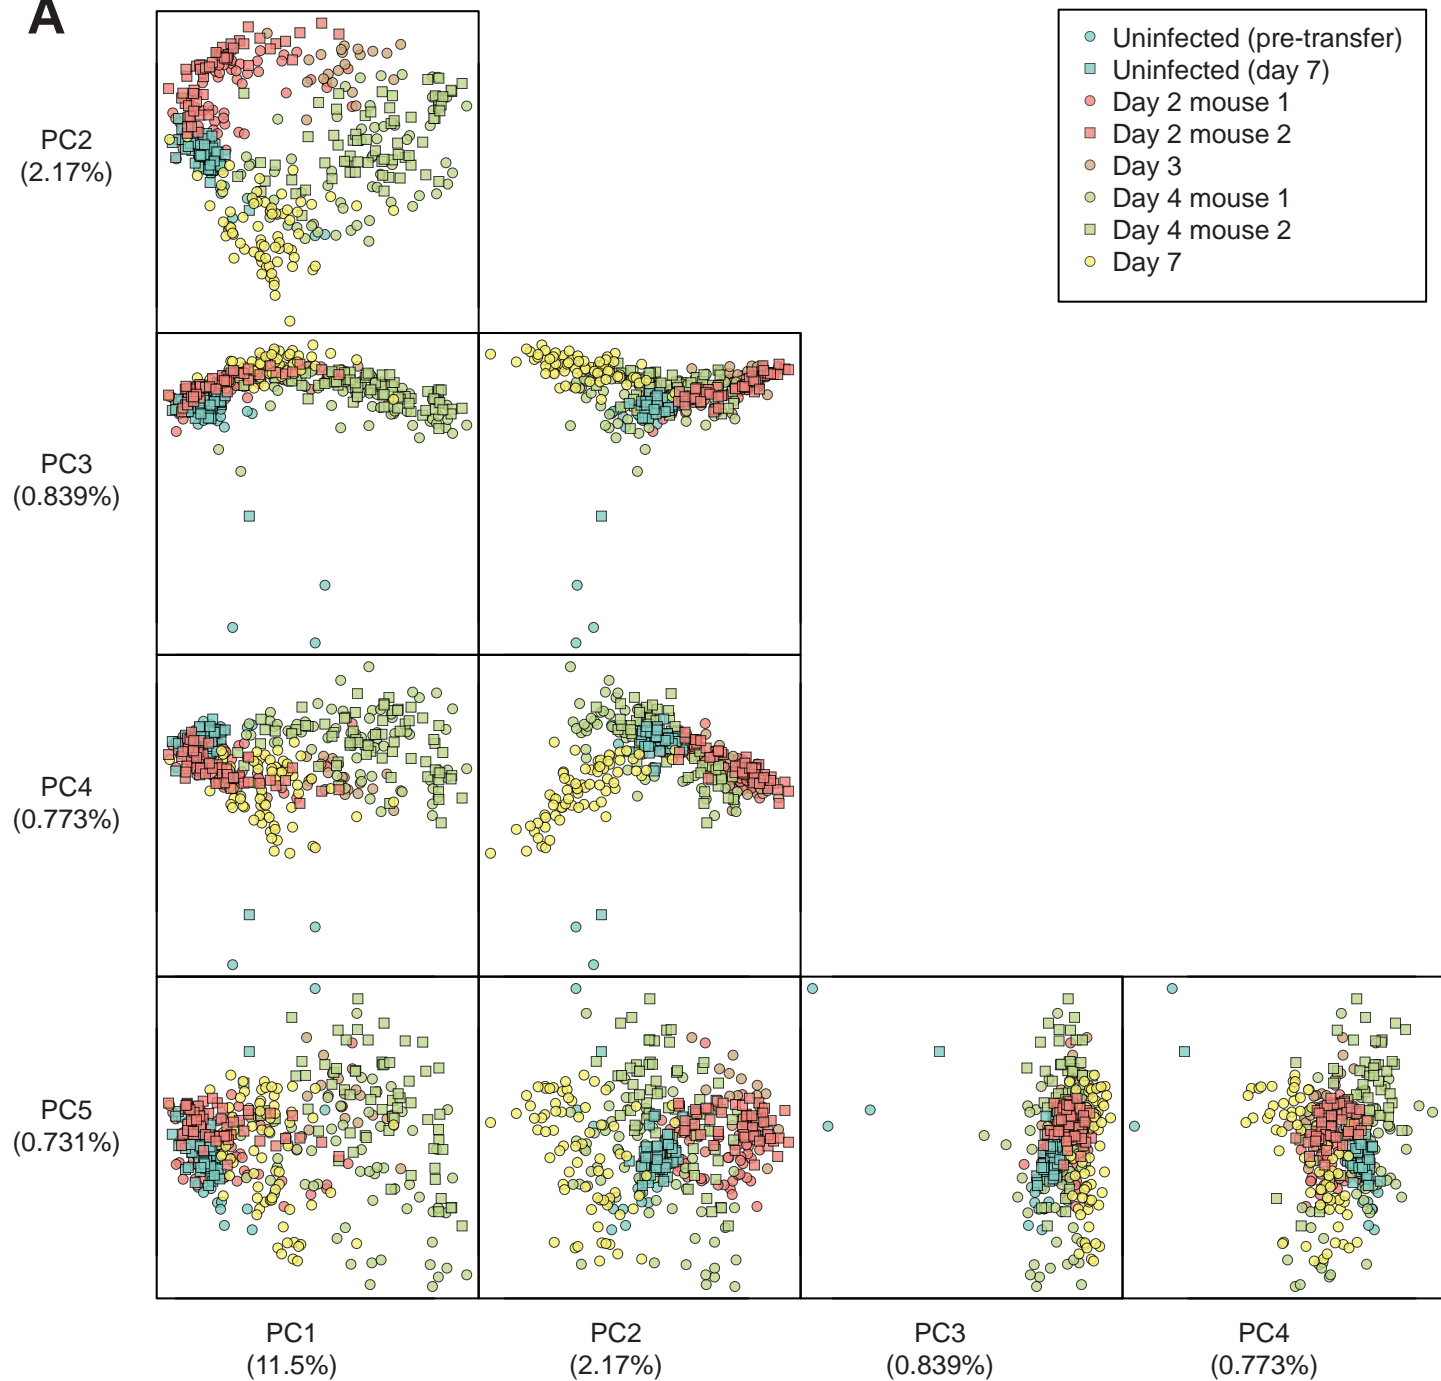 A
Uninfected (pre-transfer)
Uninfected (day 7)
Day 2 mouse 1
Day 2 mouse 2
Day 3
Day 4 mouse 1
Day 4 mouse 2
Day 7
PC2
(2.17%)
PC3
(0.839%)
PC4
(0.773%)
PC5
(0.731%)
PC1
(11.5%)
PC2
(2.17%)
PC3
(0.839%)
PC4
(0.773%)